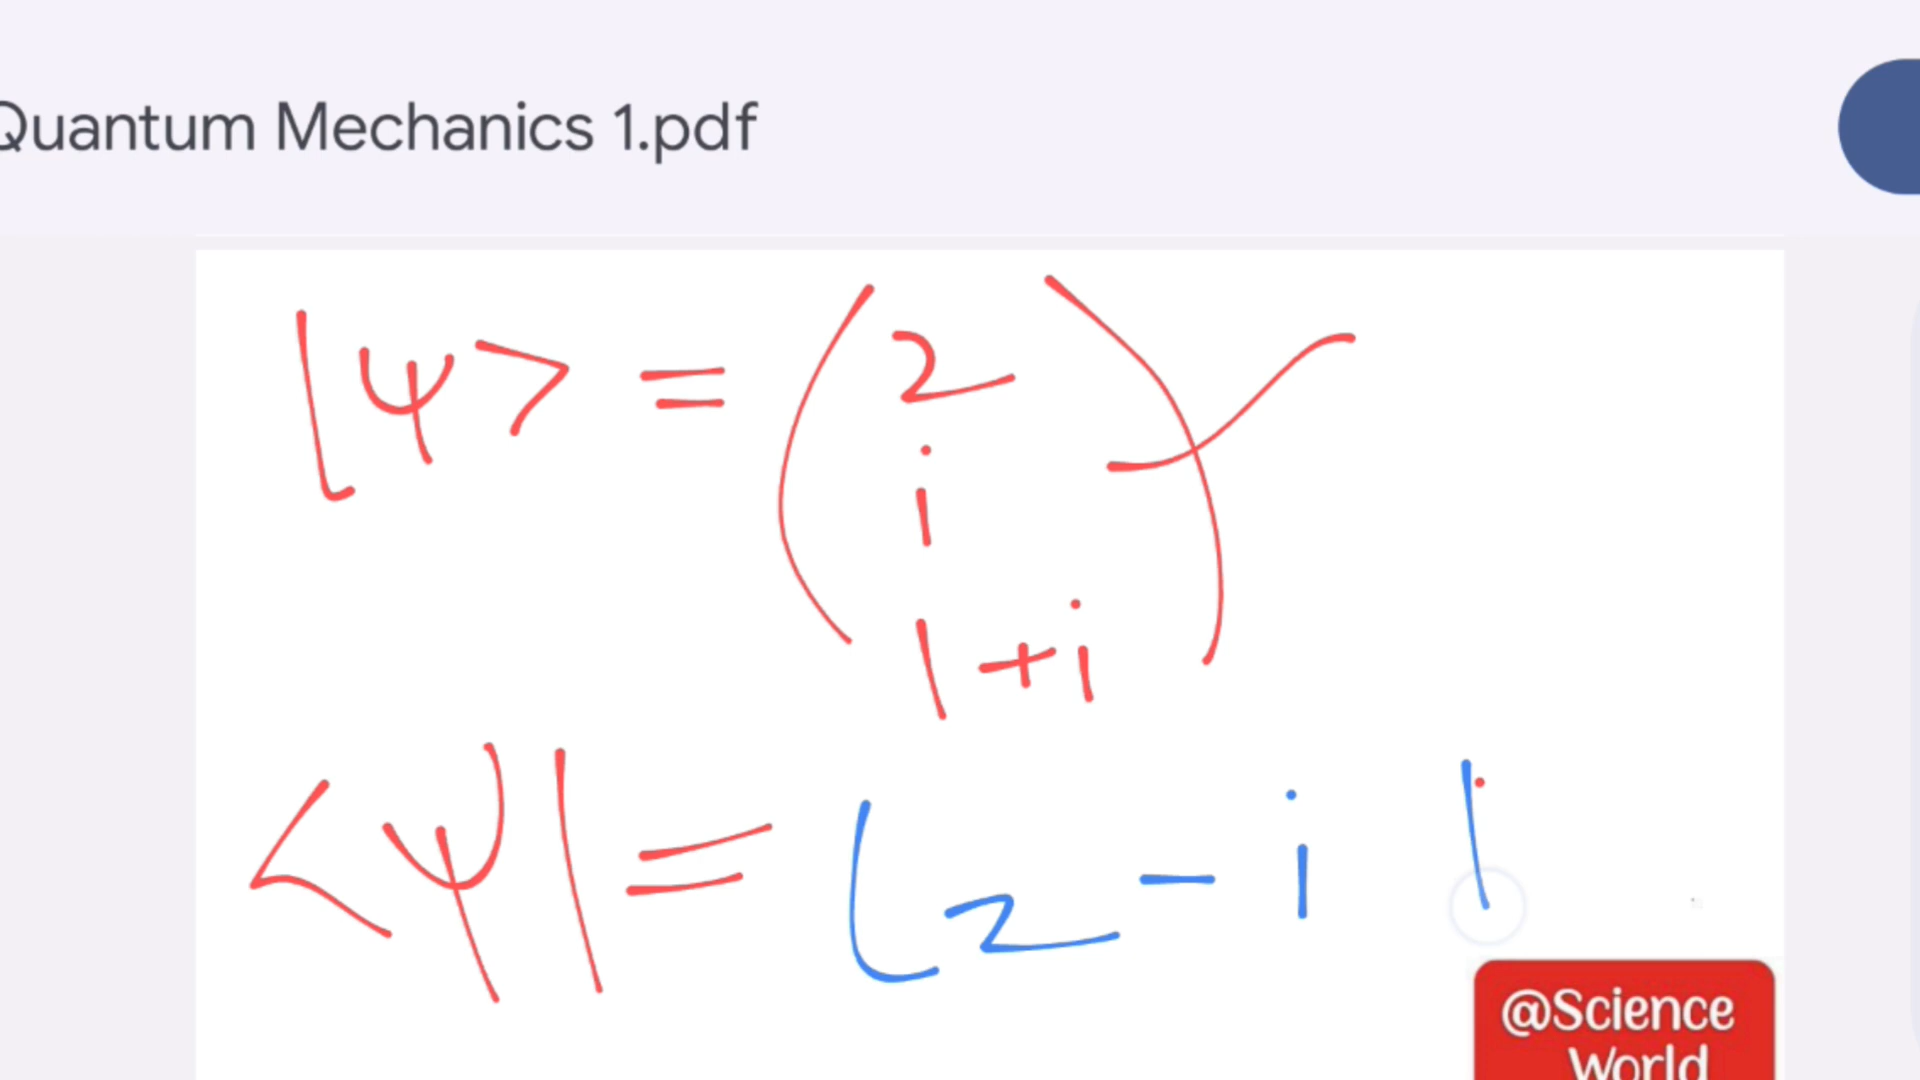 Quantum Mechanics 1.pdf
|ψ> = (2
i
1+i)
<ψ| = (2 - i 1
@Science
World